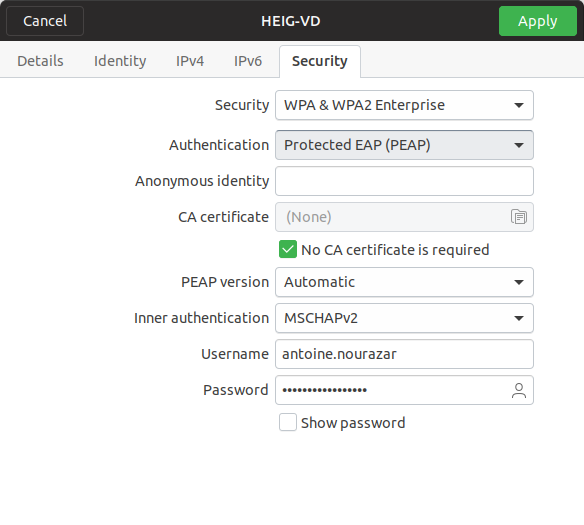 Cancel HEIG-VD Apply
Details Identity IPv4 IPv6 Security
Security WPA & WPA2 Enterprise
Authentication Protected EAP (PEAP)
Anonymous identity
CA certificate (None)
No CA certificate is required
PEAP version Automatic
Inner authentication MSCHAPv2
Username antoine.nourazar
Password •••••••••••••••••
Show password